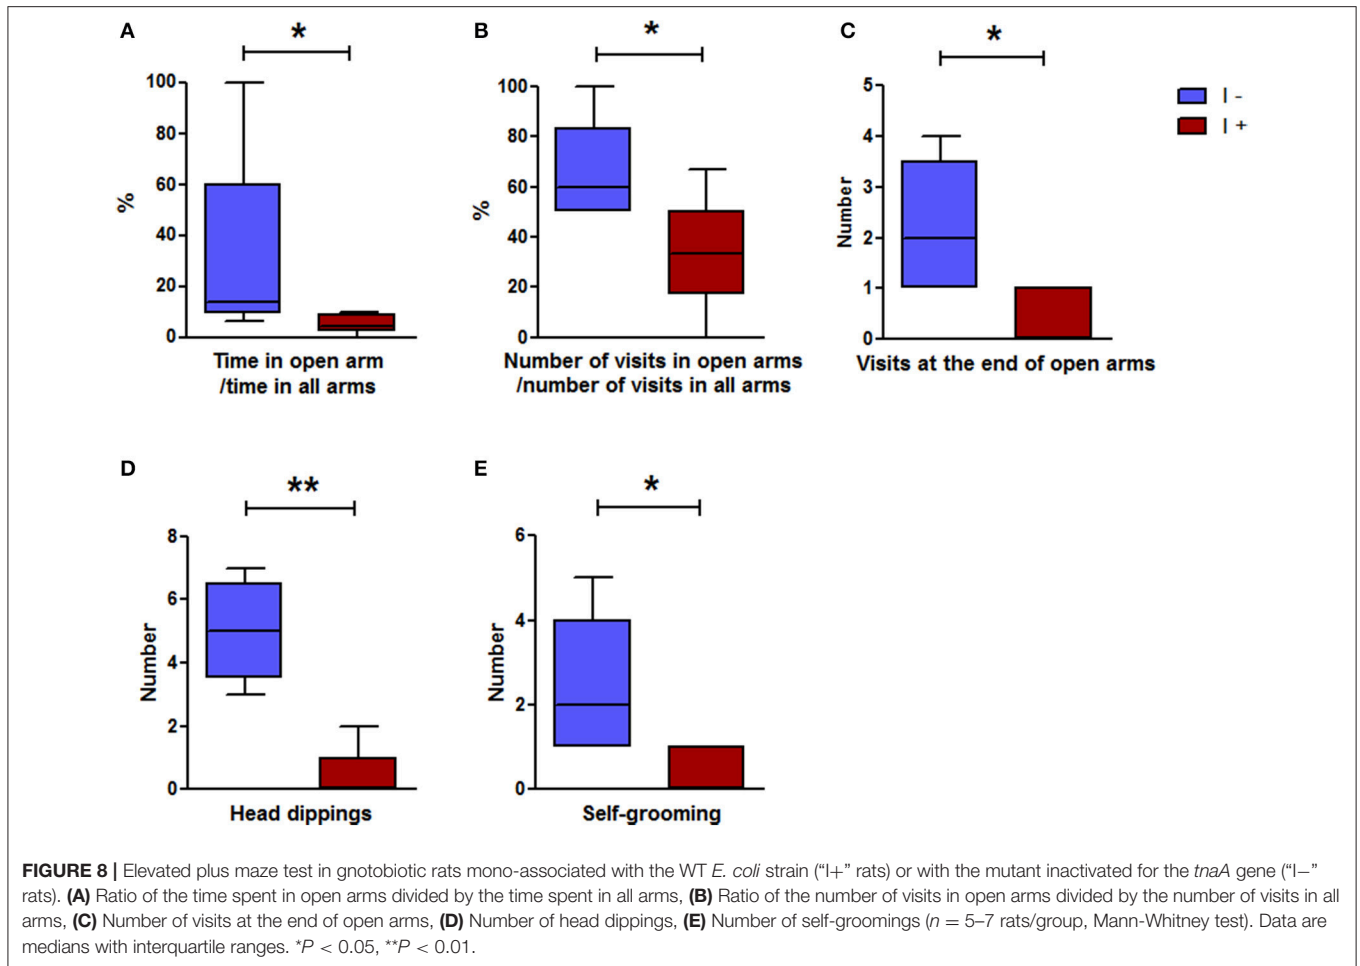 A
*
100
80
60
40
20
0
%
Time in open arm
/time in all arms
B
*
100
80
60
40
20
0
%
Number of visits in open arms
/number of visits in all arms
C
*
5
4
3
2
1
0
Number
Visits at the end of open arms
I -
I +
D
**
8
6
4
2
0
Number
Head dippings
E
*
6
4
2
0
Number
Self-grooming
FIGURE 8 | Elevated plus maze test in gnotobiotic rats mono-associated with the WT E. coli strain (“I+” rats) or with the mutant inactivated for the tnaA gene (“I−”
rats). (A) Ratio of the time spent in open arms divided by the time spent in all arms, (B) Ratio of the number of visits in open arms divided by the number of visits in all
arms, (C) Number of visits at the end of open arms, (D) Number of head dippings, (E) Number of self-groomings (n = 5–7 rats/group, Mann-Whitney test). Data are
medians with interquartile ranges. *P < 0.05, **P < 0.01.